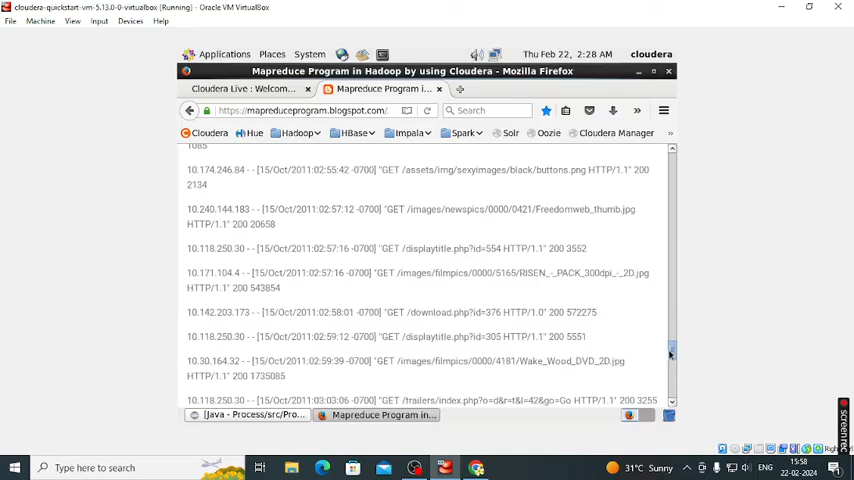 cloudera-quickstart-vm-5.13.0-0-virtualbox [Running] - Oracle VM VirtualBox
File Machine View Input Devices Help
Applications Places System Thu Feb 22, 2:28 AM cloudera
Mapreduce Program in Hadoop by using Cloudera - Mozilla Firefox
Cloudera Live : Welcom... Mapreduce Program i...
https://mapreduceprogram.blogspot.com/ Search
Cloudera Hue Hadoop HBase Impala Spark Solr Oozie Cloudera Manager
1085
10.174.246.84 - - [15/Oct/2011:02:55:42 -0700] "GET /assets/img/sexyimages/black/buttons.png HTTP/1.1" 200
2134
10.240.144.183 - - [15/Oct/2011:02:57:12 -0700] "GET /images/newspics/0000/0421/Freedomweb_thumb.jpg
HTTP/1.1" 200 20658
10.118.250.30 - - [15/Oct/2011:02:57:16 -0700] "GET /displaytitle.php?id=554 HTTP/1.1" 200 3552
10.171.104.4 - - [15/Oct/2011:02:57:16 -0700] "GET /images/filmpics/0000/5165/RISEN_-_PACK_300dpi_-_2D.jpg
HTTP/1.1" 200 543854
10.142.203.173 - - [15/Oct/2011:02:58:01 -0700] "GET /download.php?id=376 HTTP/1.0" 200 572275
10.118.250.30 - - [15/Oct/2011:02:59:12 -0700] "GET /displaytitle.php?id=305 HTTP/1.1" 200 5551
10.30.164.32 - - [15/Oct/2011:02:59:39 -0700] "GET /images/filmpics/0000/4181/Wake_Wood_DVD_2D.jpg
HTTP/1.1" 200 1735085
10.118.250.30 - - [15/Oct/2011:03:03:06 -0700] "GET /trailers/index.php?o=d&r=t&l=42&go=Go HTTP/1.1" 200 3255
[Java - Process/src/Pro... Mapreduce Program in...
screenrec
Right
Type here to search 31°C Sunny ENG 15:58
22-02-2024